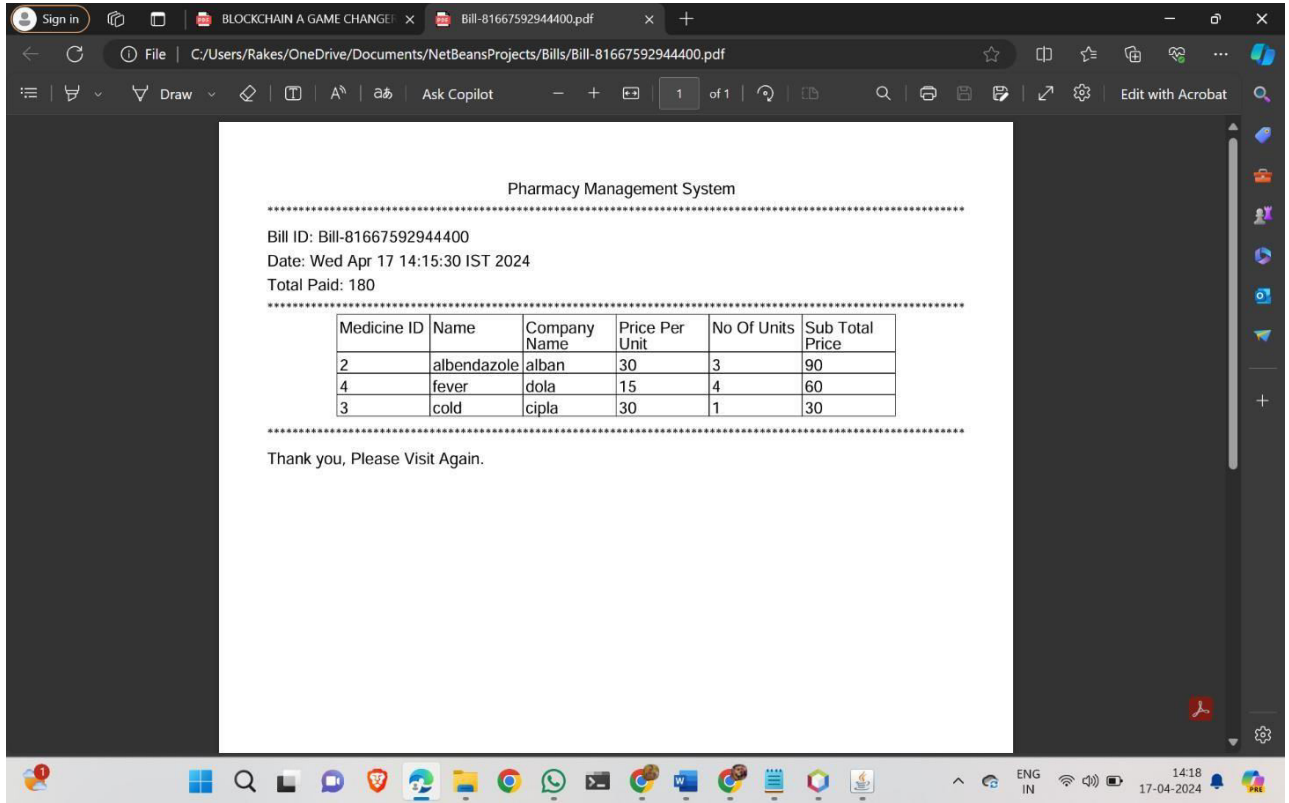 Sign in
BLOCKCHAIN A GAME CHANGER
Bill-81667592944400.pdf
File
C:/Users/Rakes/OneDrive/Documents/NetBeansProjects/Bills/Bill-81667592944400.pdf
Draw
Ask Copilot
1 of 1
Edit with Acrobat
Pharmacy Management System
*****************************************************************************************************************
Bill ID: Bill-81667592944400
Date: Wed Apr 17 14:15:30 IST 2024
Total Paid: 180
*****************************************************************************************************************
Medicine ID Name Company Name Price Per Unit No Of Units Sub Total Price
2 albendazole alban 30 3 90
4 fever dola 15 4 60
3 cold cipla 30 1 30
*****************************************************************************************************************
Thank you, Please Visit Again.
1
ENG
IN
14:18
17-04-2024
PRE